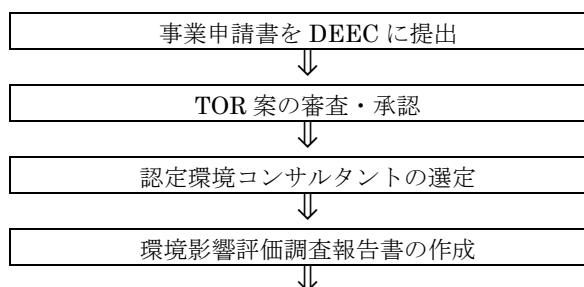 事業申請書を DEEC に提出
⇓
TOR 案の審査・承認
⇓
認定環境コンサルタントの選定
⇓
環境影響評価調査報告書の作成
⇓